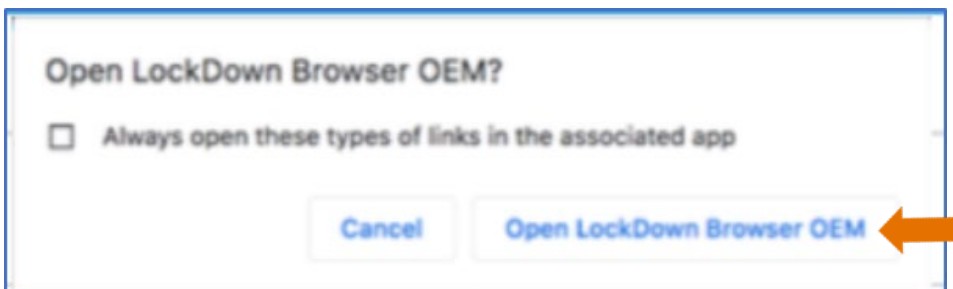 Open LockDown Browser OEM?
Always open these types of links in the associated app
Cancel Open LockDown Browser OEM